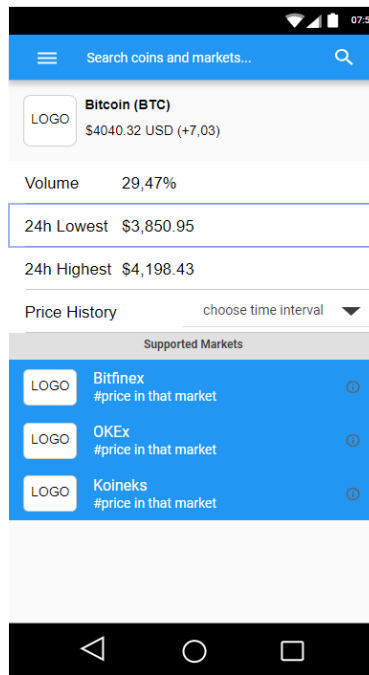 07:5
Search coins and markets...
LOGO
Bitcoin (BTC)
$4040.32 USD (+7,03)
Volume 29,47%
24h Lowest $3,850.95
24h Highest $4,198.43
Price History choose time interval
Supported Markets
LOGO
Bitfinex
#price in that market
LOGO
OKEx
#price in that market
LOGO
Koineks
#price in that market